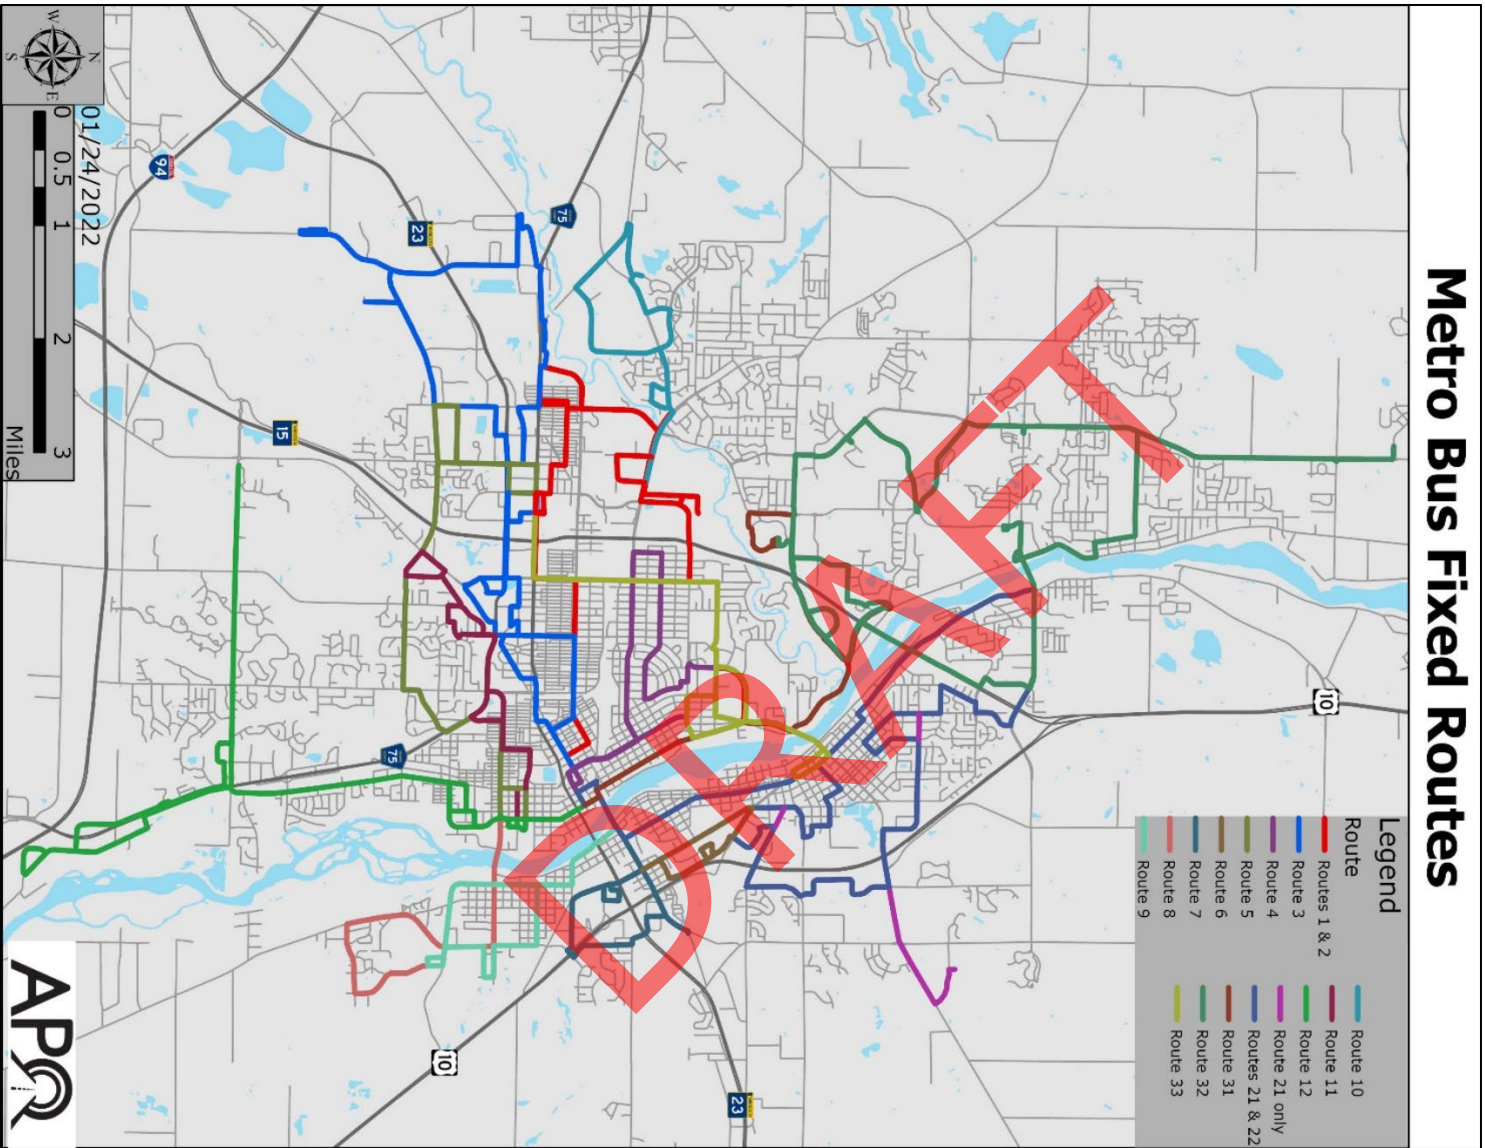 Metro Bus Fixed Routes
Legend
Route
Routes 1 & 2
Route 3
Route 4
Route 5
Route 6
Route 7
Route 8
Route 9
Route 10
Route 11
Route 12
Route 21 only
Routes 21 & 22
Route 31
Route 32
Route 33
10
75
23
94
15
75
10
23
DRAFT
N
W
E
S
01/24/2022
0 0.5 1 2 3
Miles
APO